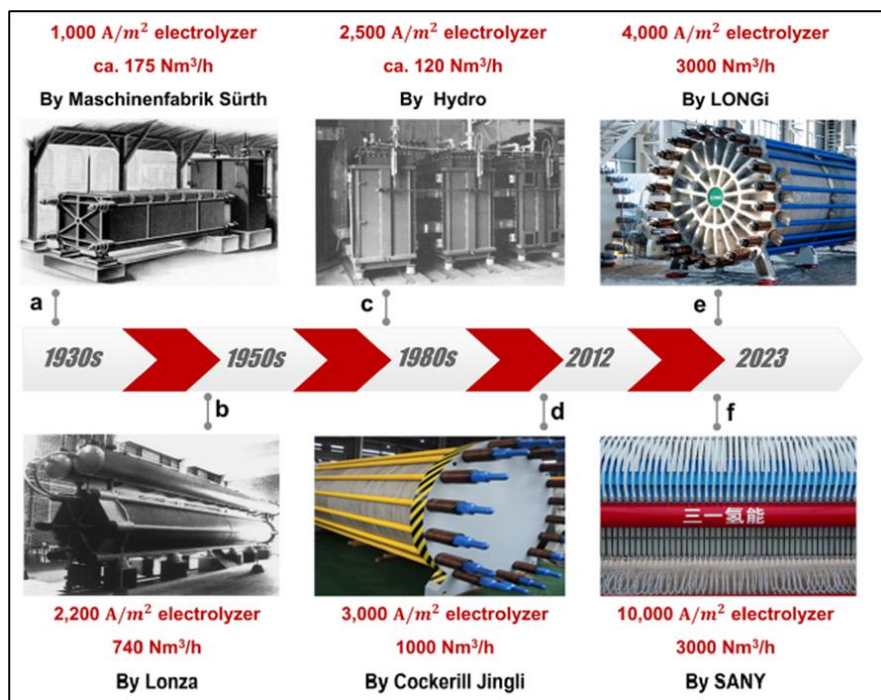 1,000 A/m² electrolyzer
ca. 175 Nm³/h
By Maschinenfabrik Sürth
2,500 A/m² electrolyzer
ca. 120 Nm³/h
By Hydro
4,000 A/m² electrolyzer
3000 Nm³/h
By LONGi
a
c
e
1930s
1950s
1980s
2012
2023
b
d
f
三一氢能
2,200 A/m² electrolyzer
740 Nm³/h
By Lonza
3,000 A/m² electrolyzer
1000 Nm³/h
By Cockerill Jingli
10,000 A/m² electrolyzer
3000 Nm³/h
By SANY